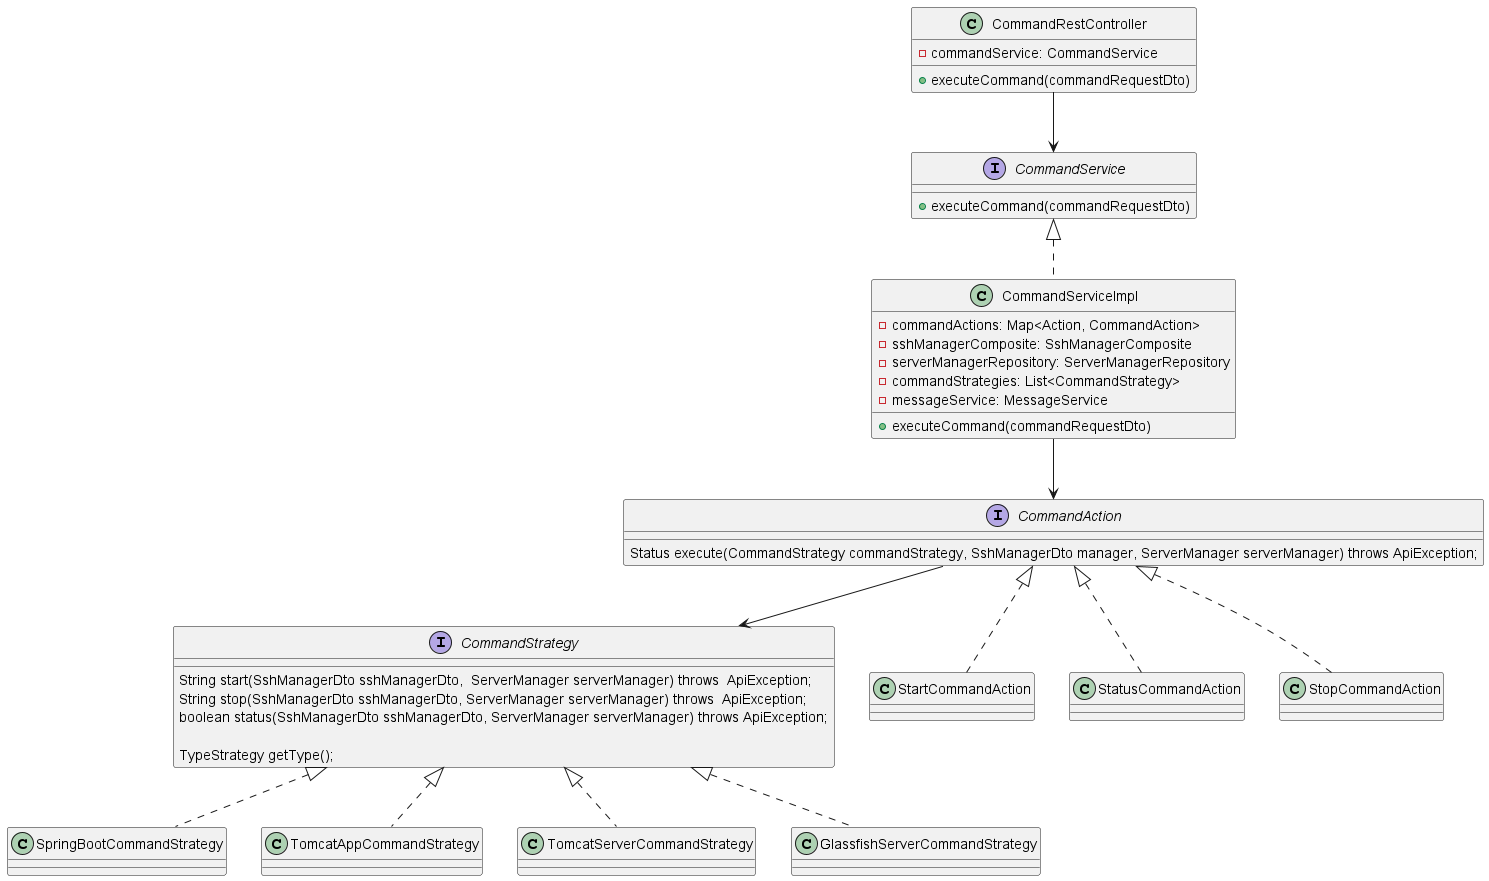 C CommandRestController
commandService: CommandService
executeCommand(commandRequestDto)
I CommandService
executeCommand(commandRequestDto)
C CommandServiceImpl
commandActions: Map<Action, CommandAction>
sshManagerComposite: SshManagerComposite
serverManagerRepository: ServerManagerRepository
commandStrategies: List<CommandStrategy>
messageService: MessageService
executeCommand(commandRequestDto)
I CommandAction
Status execute(CommandStrategy commandStrategy, SshManagerDto manager, ServerManager serverManager) throws ApiException;
I CommandStrategy
String start(SshManagerDto sshManagerDto,  ServerManager serverManager) throws  ApiException;
String stop(SshManagerDto sshManagerDto, ServerManager serverManager) throws  ApiException;
boolean status(SshManagerDto sshManagerDto, ServerManager serverManager) throws ApiException;
TypeStrategy getType();
C StartCommandAction
C StatusCommandAction
C StopCommandAction
C SpringBootCommandStrategy
C TomcatAppCommandStrategy
C TomcatServerCommandStrategy
C GlassfishServerCommandStrategy